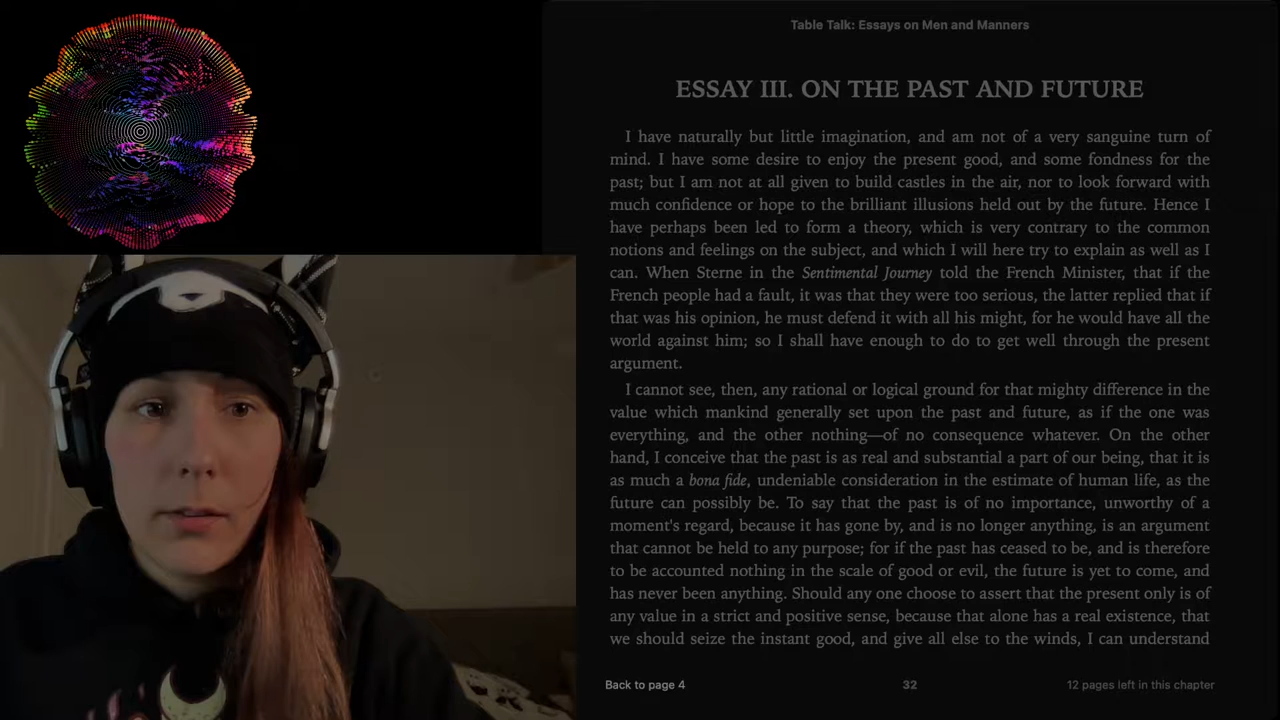 Table Talk: Essays on Men and Manners
ESSAY III. ON THE PAST AND FUTURE
I have naturally but little imagination, and am not of a very sanguine turn of
mind. I have some desire to enjoy the present good, and some fondness for the
past; but I am not at all given to build castles in the air, nor to look forward with
much confidence or hope to the brilliant illusions held out by the future. Hence I
have perhaps been led to form a theory, which is very contrary to the common
notions and feelings on the subject, and which I will here try to explain as well as I
can. When Sterne in the Sentimental Journey told the French Minister, that if the
French people had a fault, it was that they were too serious, the latter replied that if
that was his opinion, he must defend it with all his might, for he would have all the
world against him; so I shall have enough to do to get well through the present
argument.
I cannot see, then, any rational or logical ground for that mighty difference in the
value which mankind generally set upon the past and future, as if the one was
everything, and the other nothing—of no consequence whatever. On the other
hand, I conceive that the past is as real and substantial a part of our being, that it is
as much a bona fide, undeniable consideration in the estimate of human life, as the
future can possibly be. To say that the past is of no importance, unworthy of a
moment's regard, because it has gone by, and is no longer anything, is an argument
that cannot be held to any purpose; for if the past has ceased to be, and is therefore
to be accounted nothing in the scale of good or evil, the future is yet to come, and
has never been anything. Should any one choose to assert that the present only is of
any value in a strict and positive sense, because that alone has a real existence, that
we should seize the instant good, and give all else to the winds, I can understand
Back to page 4
32
12 pages left in this chapter